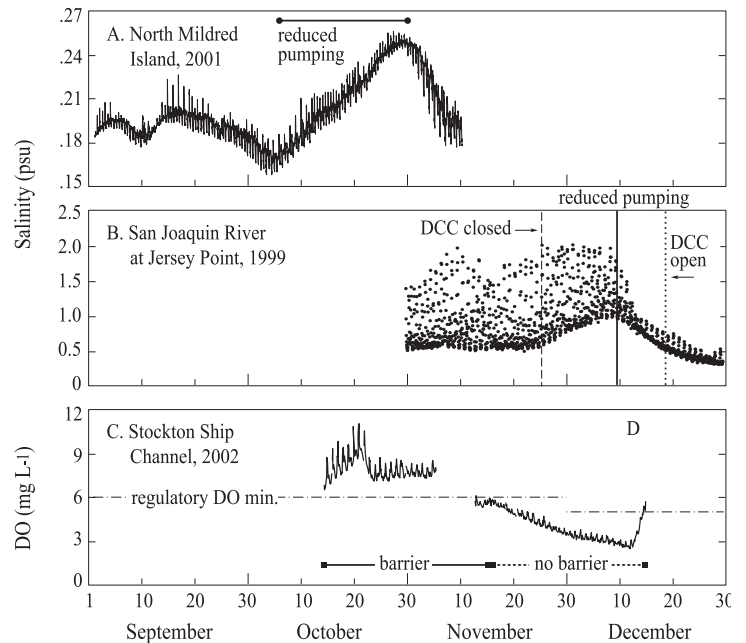 .27
.24
.21
.18
.15
A. North Mildred
Island, 2001
reduced
pumping
Salinity (psu)
reduced pumping
2.5
2.0
1.5
1.0
0.5
0
B. San Joaquin River
at Jersey Point, 1999
DCC closed
DCC
open
12
9
6
3
0
DO (mg L-1)
C. Stockton Ship
Channel, 2002
D
regulatory DO min.
barrier
no barrier
1 10 20 30 10 20 30 10 20 30 10 20 30
September October November December